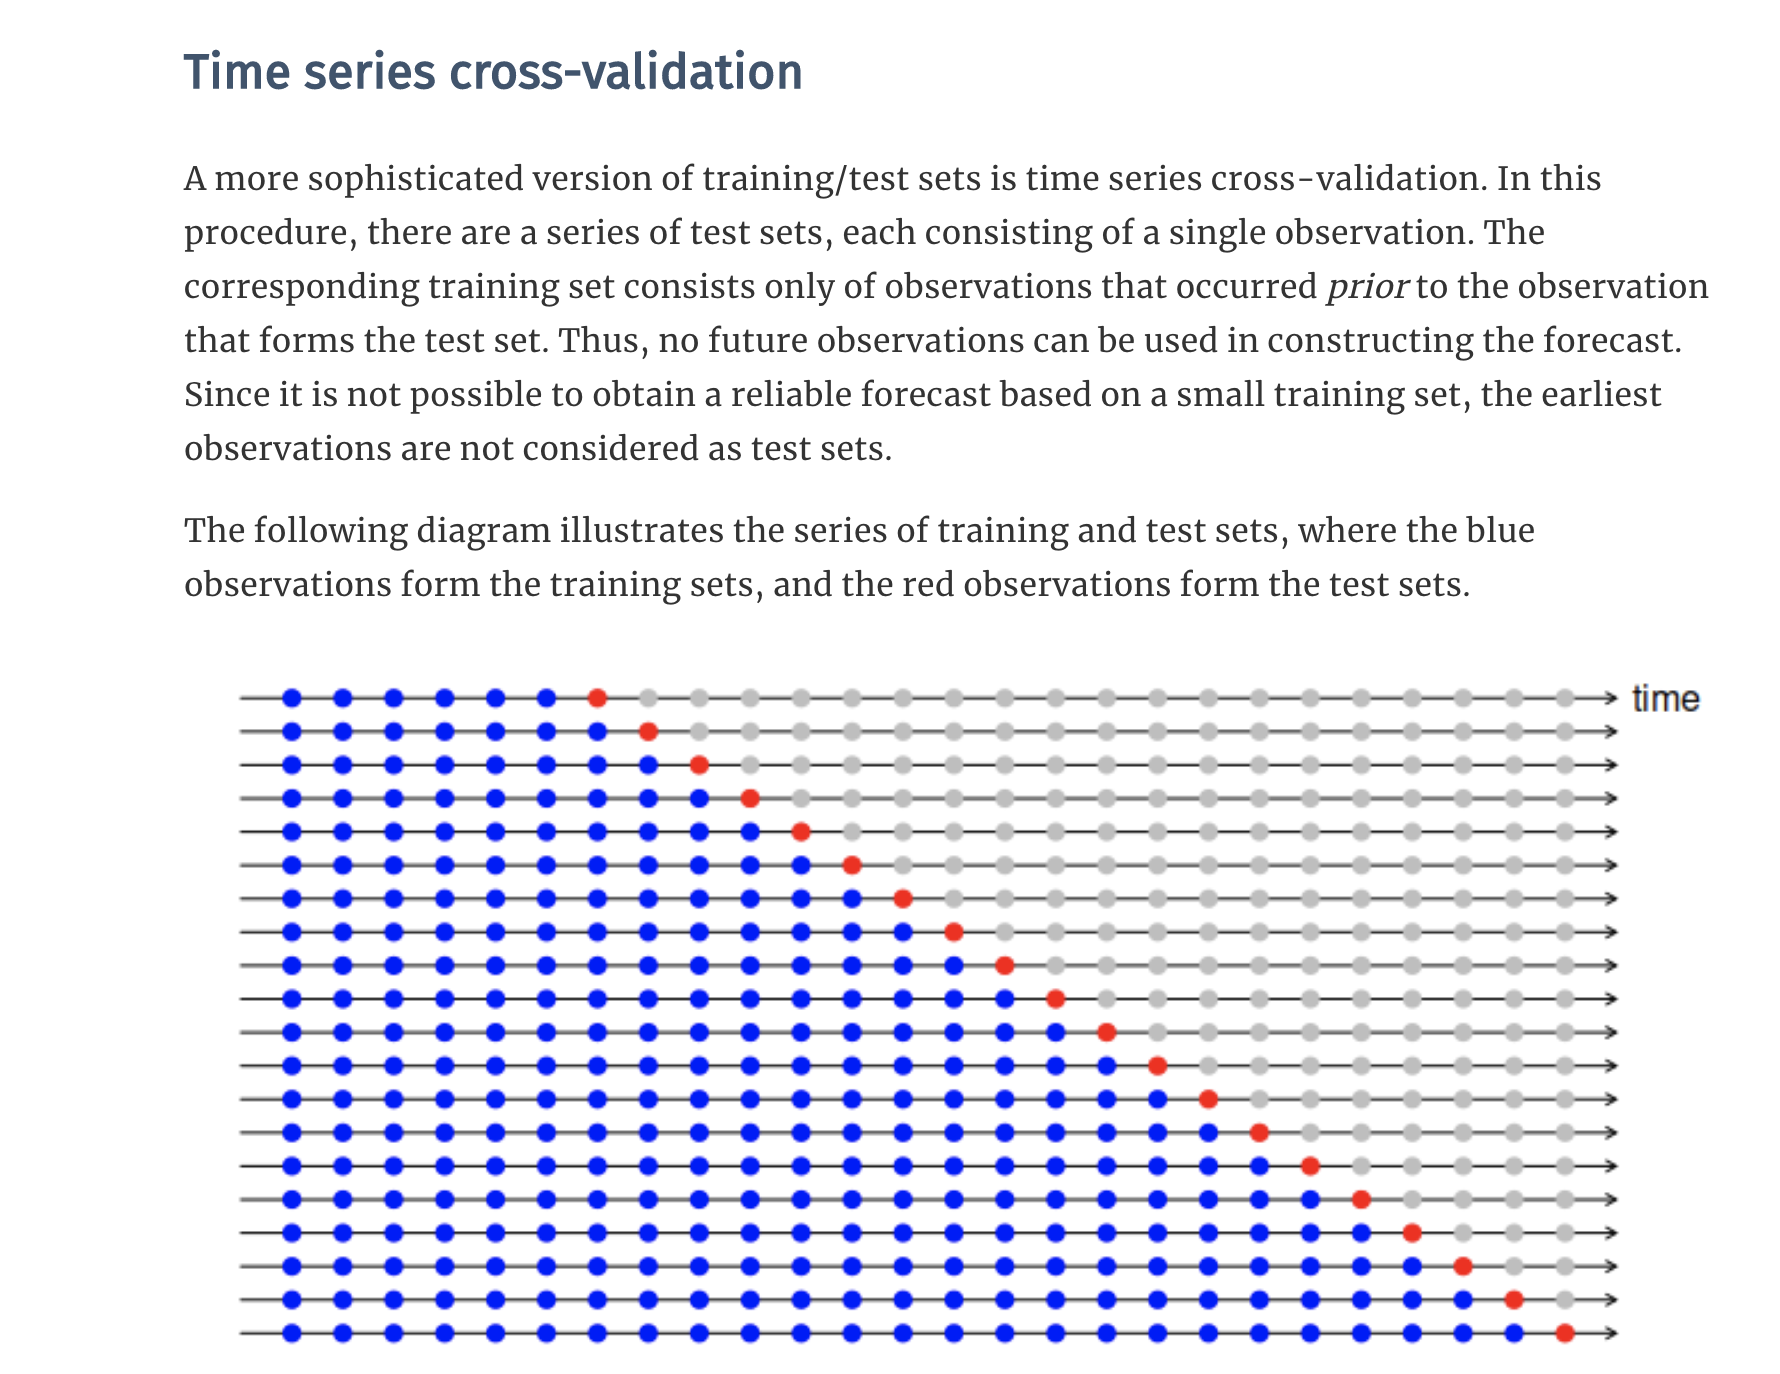 Time series cross-validation
A more sophisticated version of training/test sets is time series cross-validation. In this
procedure, there are a series of test sets, each consisting of a single observation. The
corresponding training set consists only of observations that occurred prior to the observation
that forms the test set. Thus, no future observations can be used in constructing the forecast.
Since it is not possible to obtain a reliable forecast based on a small training set, the earliest
observations are not considered as test sets.
The following diagram illustrates the series of training and test sets, where the blue
observations form the training sets, and the red observations form the test sets.
time